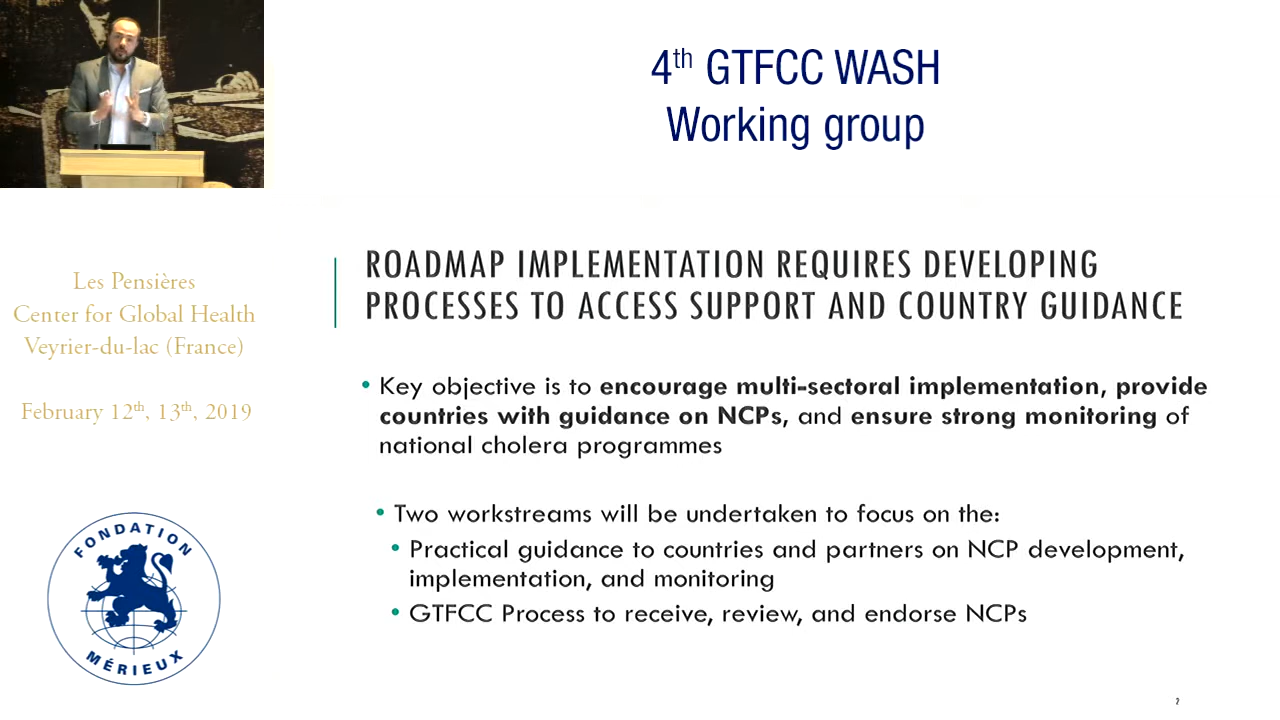 4th GTFCC WASH
Working group
Les Pensières
Center for Global Health
Veyrier-du-lac (France)
February 12th, 13th, 2019
FONDATION
MÉRIEUX
ROADMAP IMPLEMENTATION REQUIRES DEVELOPING
PROCESSES TO ACCESS SUPPORT AND COUNTRY GUIDANCE
• Key objective is to encourage multi-sectoral implementation, provide
countries with guidance on NCPs, and ensure strong monitoring of
national cholera programmes
• Two workstreams will be undertaken to focus on the:
• Practical guidance to countries and partners on NCP development,
implementation, and monitoring
• GTFCC Process to receive, review, and endorse NCPs
2